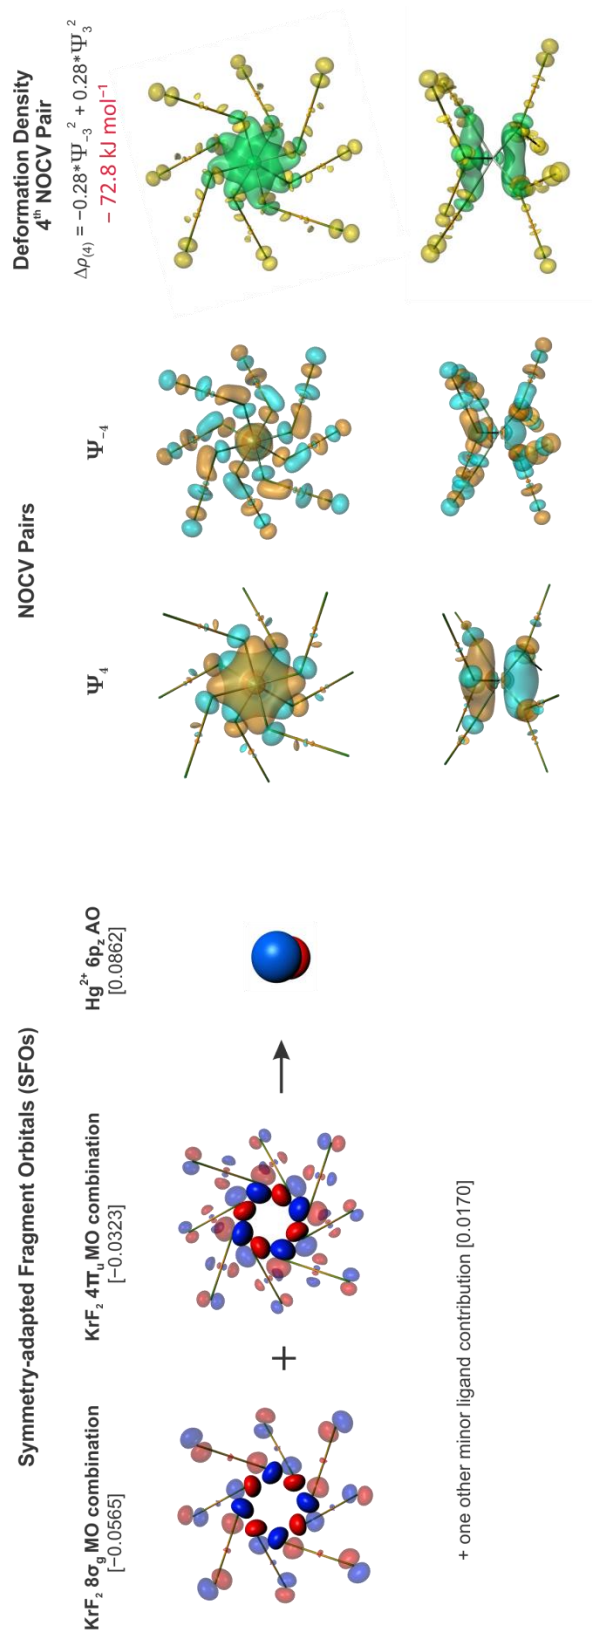 Symmetry-adapted Fragment Orbitals (SFOs)
NOCV Pairs
Deformation Density
4th NOCV Pair
KrF₂ 8σg MO combination
[−0.0565]
+
KrF₂ 4πu MO combination
[−0.0323]
→
Hg²⁺ 6pz AO
[0.0862]
Ψ₄
Ψ₋₄
Δρ(4) = −0.28*Ψ₋₃² + 0.28*Ψ₃²
− 72.8 kJ mol⁻¹
+ one other minor ligand contribution [0.0170]